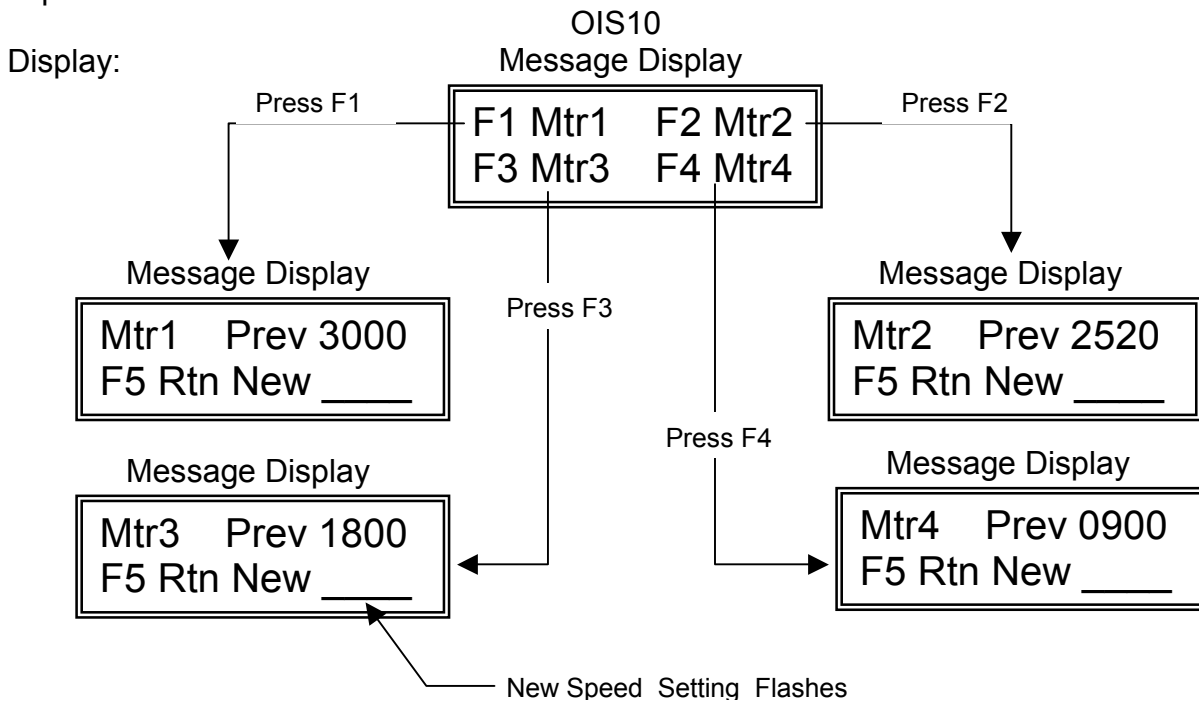 OIS10
Display:
Message Display
Press F1
F1 Mtr1 F2 Mtr2
F3 Mtr3 F4 Mtr4
Press F2
Message Display
Mtr1 Prev 3000
F5 Rtn New ____
Press F3
Message Display
Mtr2 Prev 2520
F5 Rtn New ____
Message Display
Mtr3 Prev 1800
F5 Rtn New ____
Press F4
Message Display
Mtr4 Prev 0900
F5 Rtn New ____
New Speed Setting Flashes